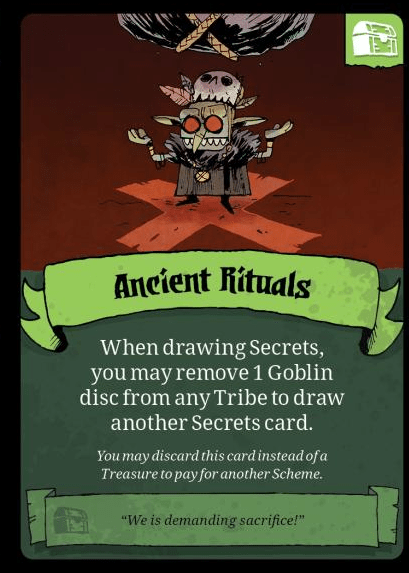 Ancient Rituals
When drawing Secrets,
you may remove 1 Goblin
disc from any Tribe to draw
another Secrets card.
You may discard this card instead of a
Treasure to pay for another Scheme.
“We is demanding sacrifice!”